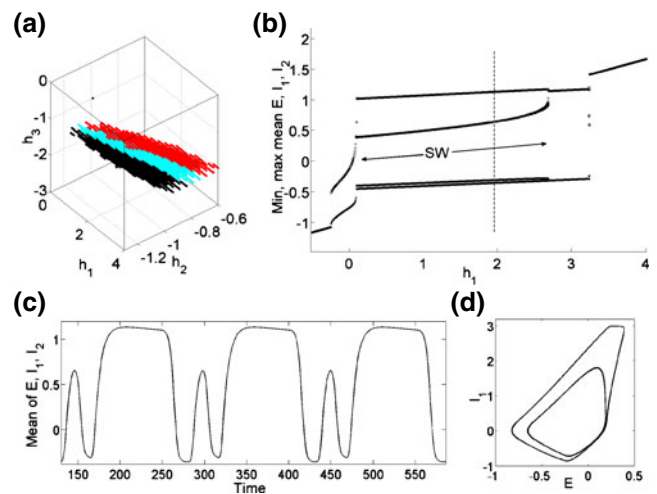 (a)
0
-1
-2
-3
h3
0
2
4
h1
-1.2
-1
-0.8
-0.6
h2
(b)
Min, max mean E, I1, I2
2
1.5
1
0.5
0
-0.5
-1
SW
0
1
2
3
4
h1
(c)
Mean of E, I1, I2
1
0.5
0
150 200 250 300 350 400 450 500 550
Time
(d)
I1
3
2
1
0
-1
-1 -0.5 0 0.5
E